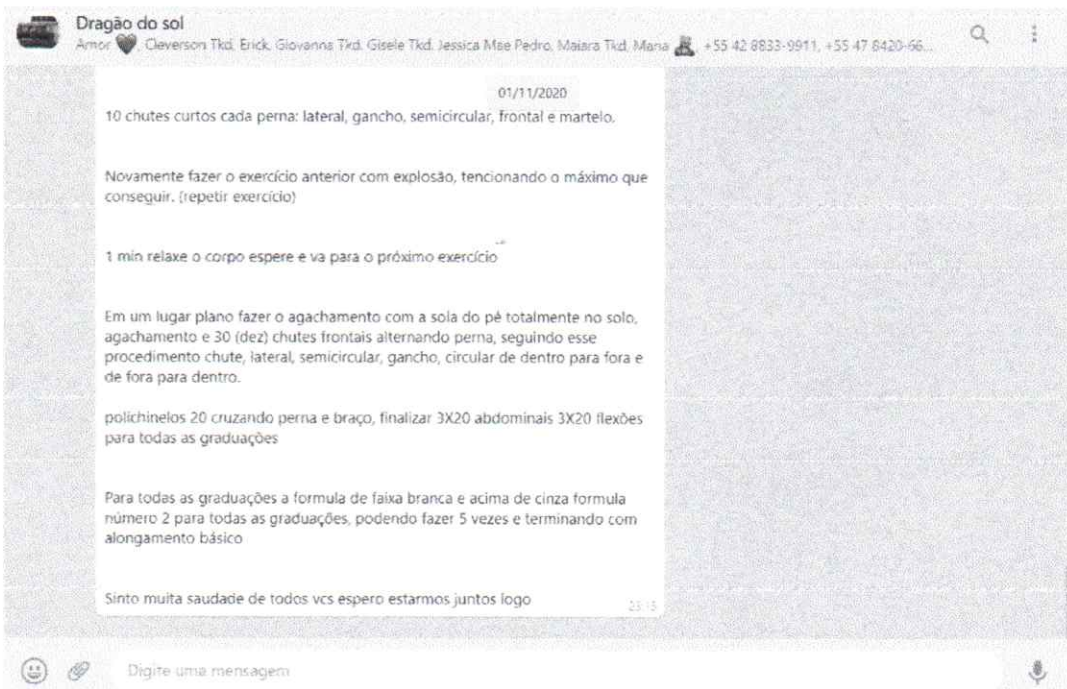 Dragão do sol
Amor 🖤, Cleverson Tkd, Erick, Giovanna Tkd, Gisele Tkd, Jessica Mae Pedro, Maiara Tkd, Maria, +55 42 8833-9911, +55 47 8420-66...
01/11/2020
10 chutes curtos cada perna: lateral, gancho, semicircular, frontal e martelo.
Novamente fazer o exercício anterior com explosão, tencionando o máximo que
conseguir. (repetir exercício)
1 min relaxe o corpo espere e va para o próximo exercício
Em um lugar plano fazer o agachamento com a sola do pé totalmente no solo,
agachamento e 30 (dez) chutes frontais alternando perna, seguindo esse
procedimento chute, lateral, semicircular, gancho, circular de dentro para fora e
de fora para dentro.
polichinelos 20 cruzando perna e braço, finalizar 3X20 abdominais 3X20 flexões
para todas as graduações
Para todas as graduações a formula de faixa branca e acima de cinza formula
número 2 para todas as graduações, podendo fazer 5 vezes e terminando com
alongamento básico
Sinto muita saudade de todos vcs espero estarmos juntos logo
23:15
Digite uma mensagem